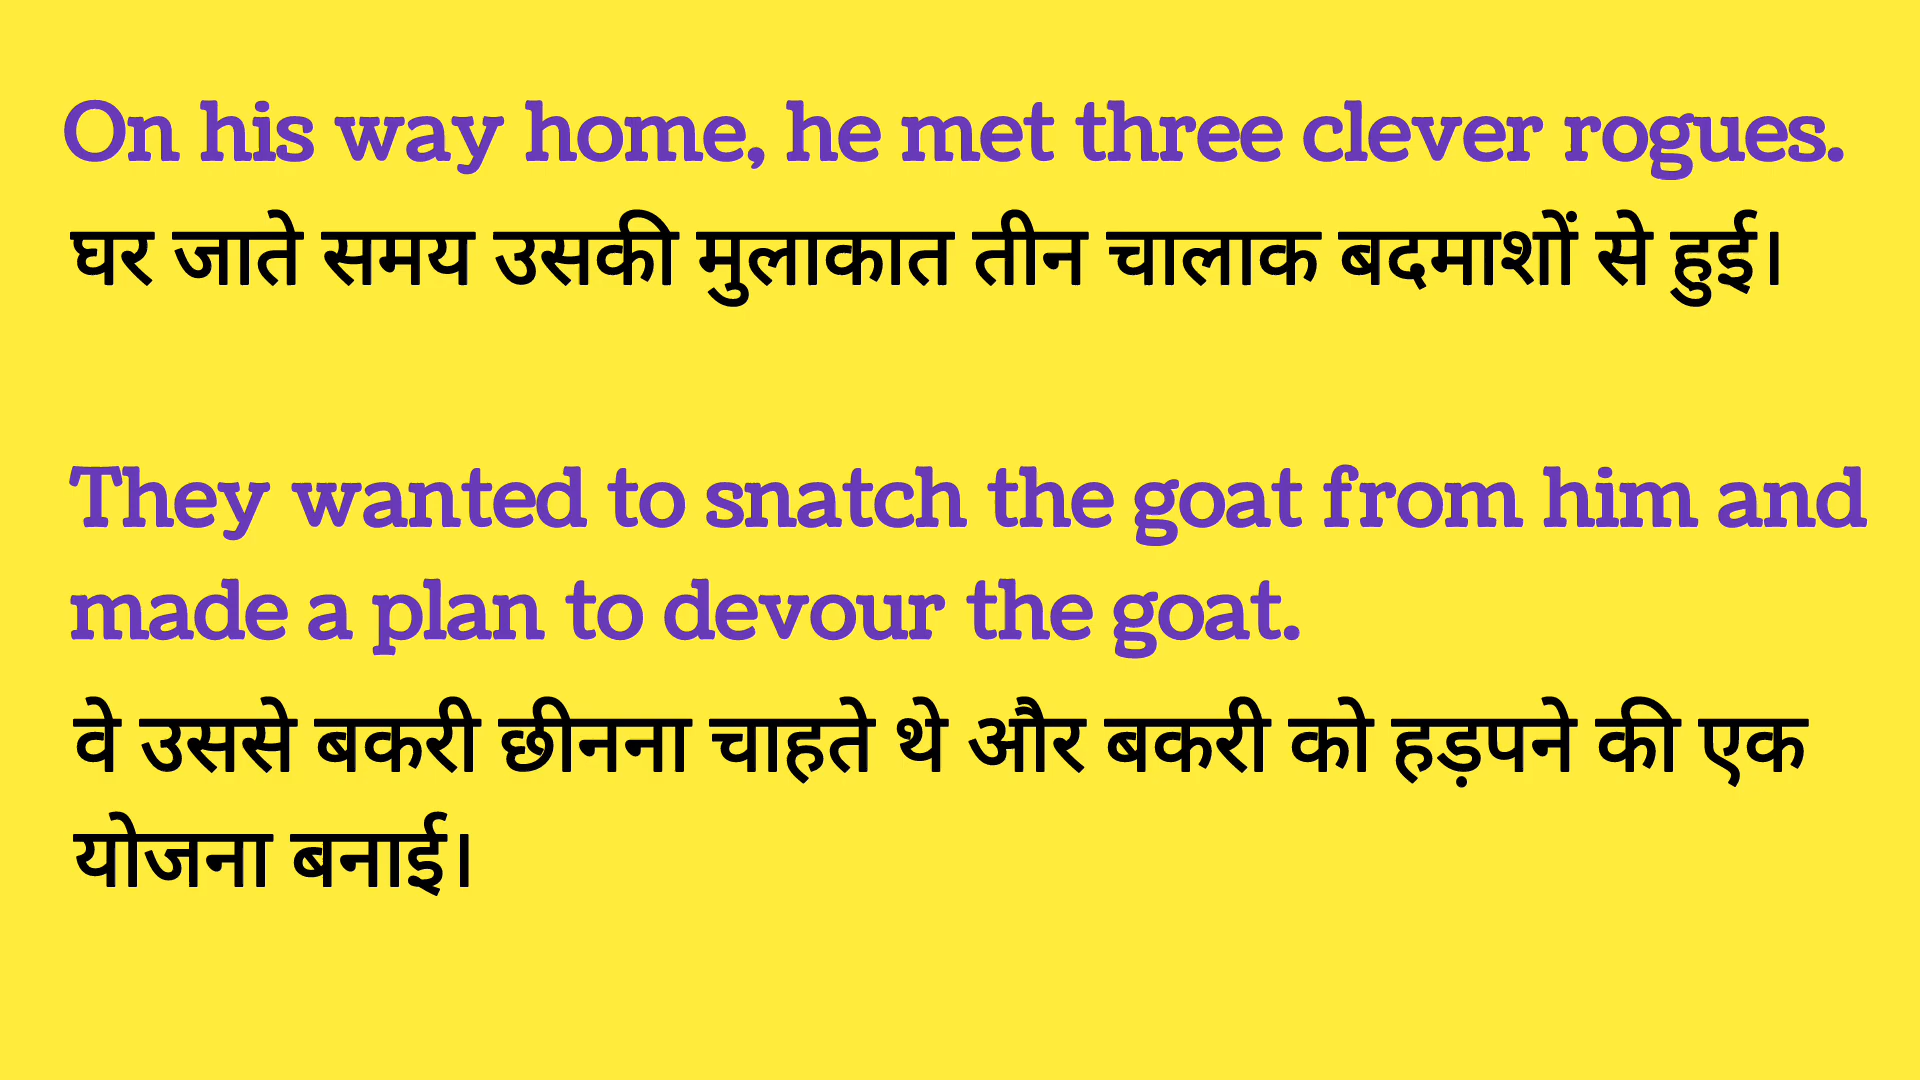 On his way home, he met three clever rogues.
घर जाते समय उसकी मुलाकात तीन चालाक बदमाशों से हुई।
They wanted to snatch the goat from him and
made a plan to devour the goat.
वे उससे बकरी छीनना चाहते थे और बकरी को हड़पने की एक
योजना बनाई।